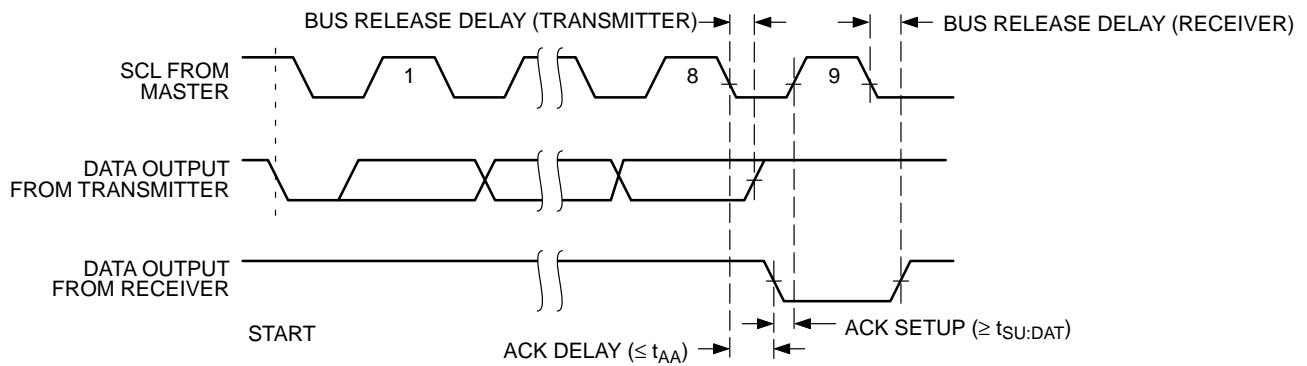 BUS RELEASE DELAY (TRANSMITTER)
BUS RELEASE DELAY (RECEIVER)
SCL FROM
MASTER
1
8
9
DATA OUTPUT
FROM TRANSMITTER
DATA OUTPUT
FROM RECEIVER
START
ACK SETUP (≥ tSU:DAT)
ACK DELAY (≤ tAA)